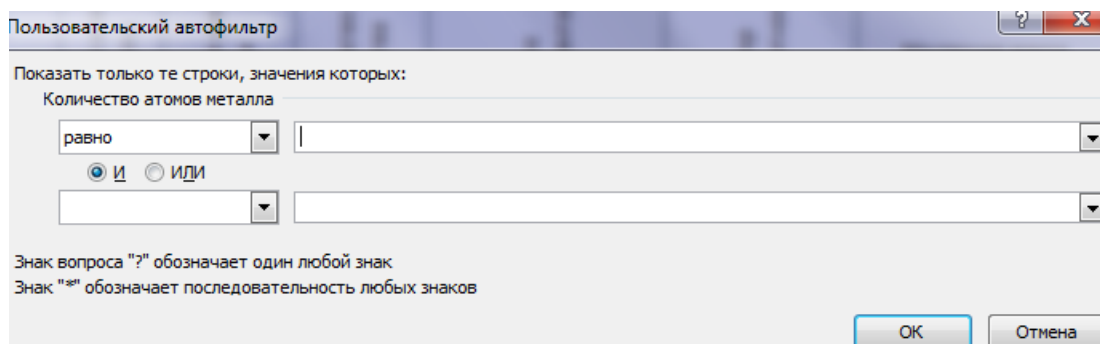 Пользовательский автофильтр
Показать только те строки, значения которых:
Количество атомов металла
равно
И ИЛИ
Знак вопроса "?" обозначает один любой знак
Знак "*" обозначает последовательность любых знаков
ОК Отмена